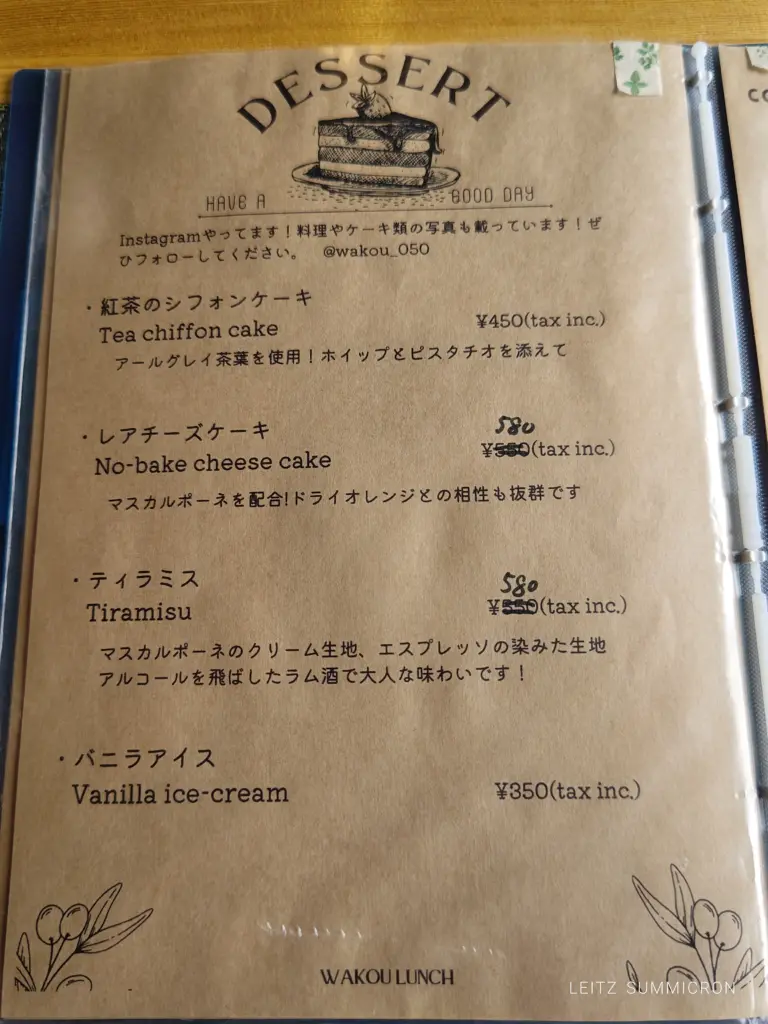 DESSERT
HAVE A GOOD DAY
Instagramやってます！料理やケーキ類の写真も載っています！ぜ
ひフォローしてください。 @wakou_050
・紅茶のシフォンケーキ
Tea chiffon cake ¥450(tax inc.)
アールグレイ茶葉を使用！ホイップとピスタチオを添えて
・レアチーズケーキ
580
No-bake cheese cake ¥550(tax inc.)
マスカルポーネを配合!ドライオレンジとの相性も抜群です
・ティラミス
580
Tiramisu ¥550(tax inc.)
マスカルポーネのクリーム生地、エスプレッソの染みた生地
アルコールを飛ばしたラム酒で大人な味わいです！
・バニラアイス
Vanilla ice-cream ¥350(tax inc.)
WAKOU LUNCH
LEITZ SUMMICRON